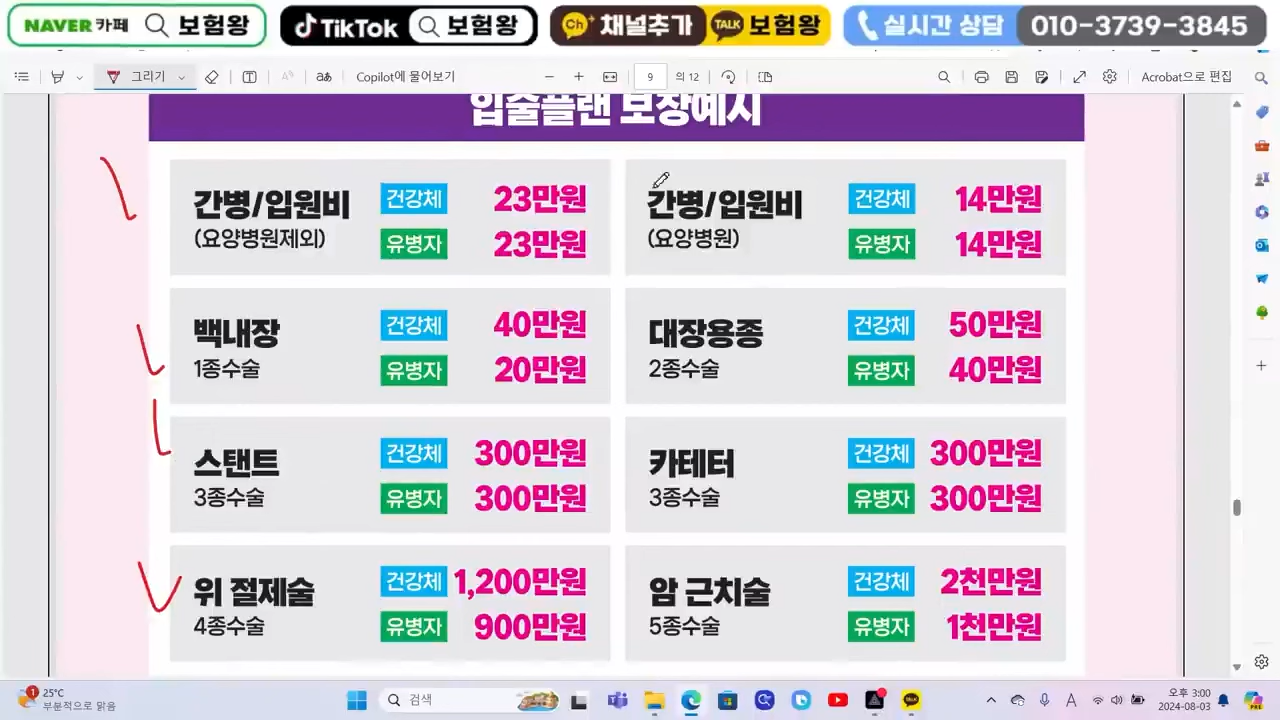 NAVER 카페 보험왕
TikTok 보험왕
Ch+ 채널추가 TALK 보험왕
실시간 상담 010-3739-3845
그리기
Copilot에 물어보기
9 의 12
Acrobat으로 편집
입술플랜 보장예시
간병/입원비 건강체 23만원
(요양병원제외) 유병자 23만원
간병/입원비 건강체 14만원
(요양병원) 유병자 14만원
백내장 건강체 40만원
1종수술 유병자 20만원
대장용종 건강체 50만원
2종수술 유병자 40만원
스탠트 건강체 300만원
3종수술 유병자 300만원
카테터 건강체 300만원
3종수술 유병자 300만원
위 절제술 건강체 1,200만원
4종수술 유병자 900만원
암 근치술 건강체 2천만원
5종수술 유병자 1천만원
1 25°C
부분적으로 맑음
검색
A
오후 3:00
2024-08-03